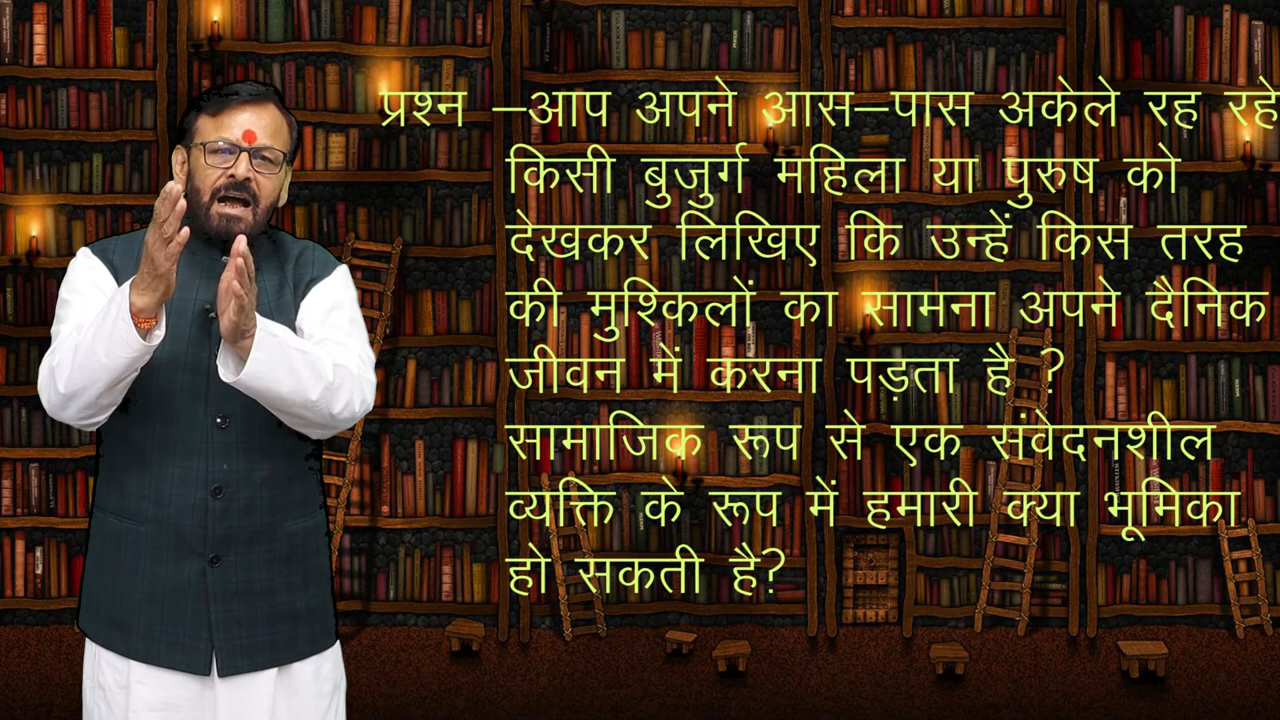 प्रश्न –आप अपने आस–पास अकेले रह रहे
किसी बुजुर्ग महिला या पुरुष को
देखकर लिखिए कि उन्हें किस तरह
की मुश्किलों का सामना अपने दैनिक
जीवन में करना पड़ता है ?
सामाजिक रूप से एक संवेदनशील
व्यक्ति के रूप में हमारी क्या भूमिका
हो सकती है?